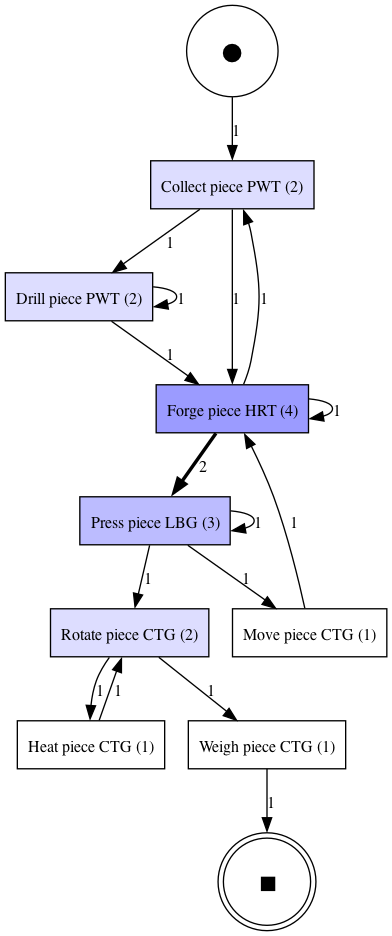 1
Collect piece PWT (2)
1
Drill piece PWT (2)
1
1
1
1
Forge piece HRT (4)
1
2
Press piece LBG (3)
1
1
1
1
Rotate piece CTG (2)
Move piece CTG (1)
1
1
1
Heat piece CTG (1)
Weigh piece CTG (1)
1